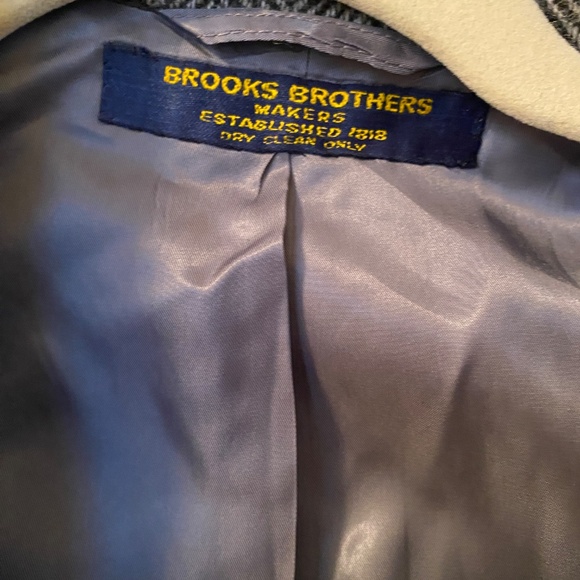 BROOKS BROTHERS
MAKERS
ESTABLISHED 1818
DRY CLEAN ONLY